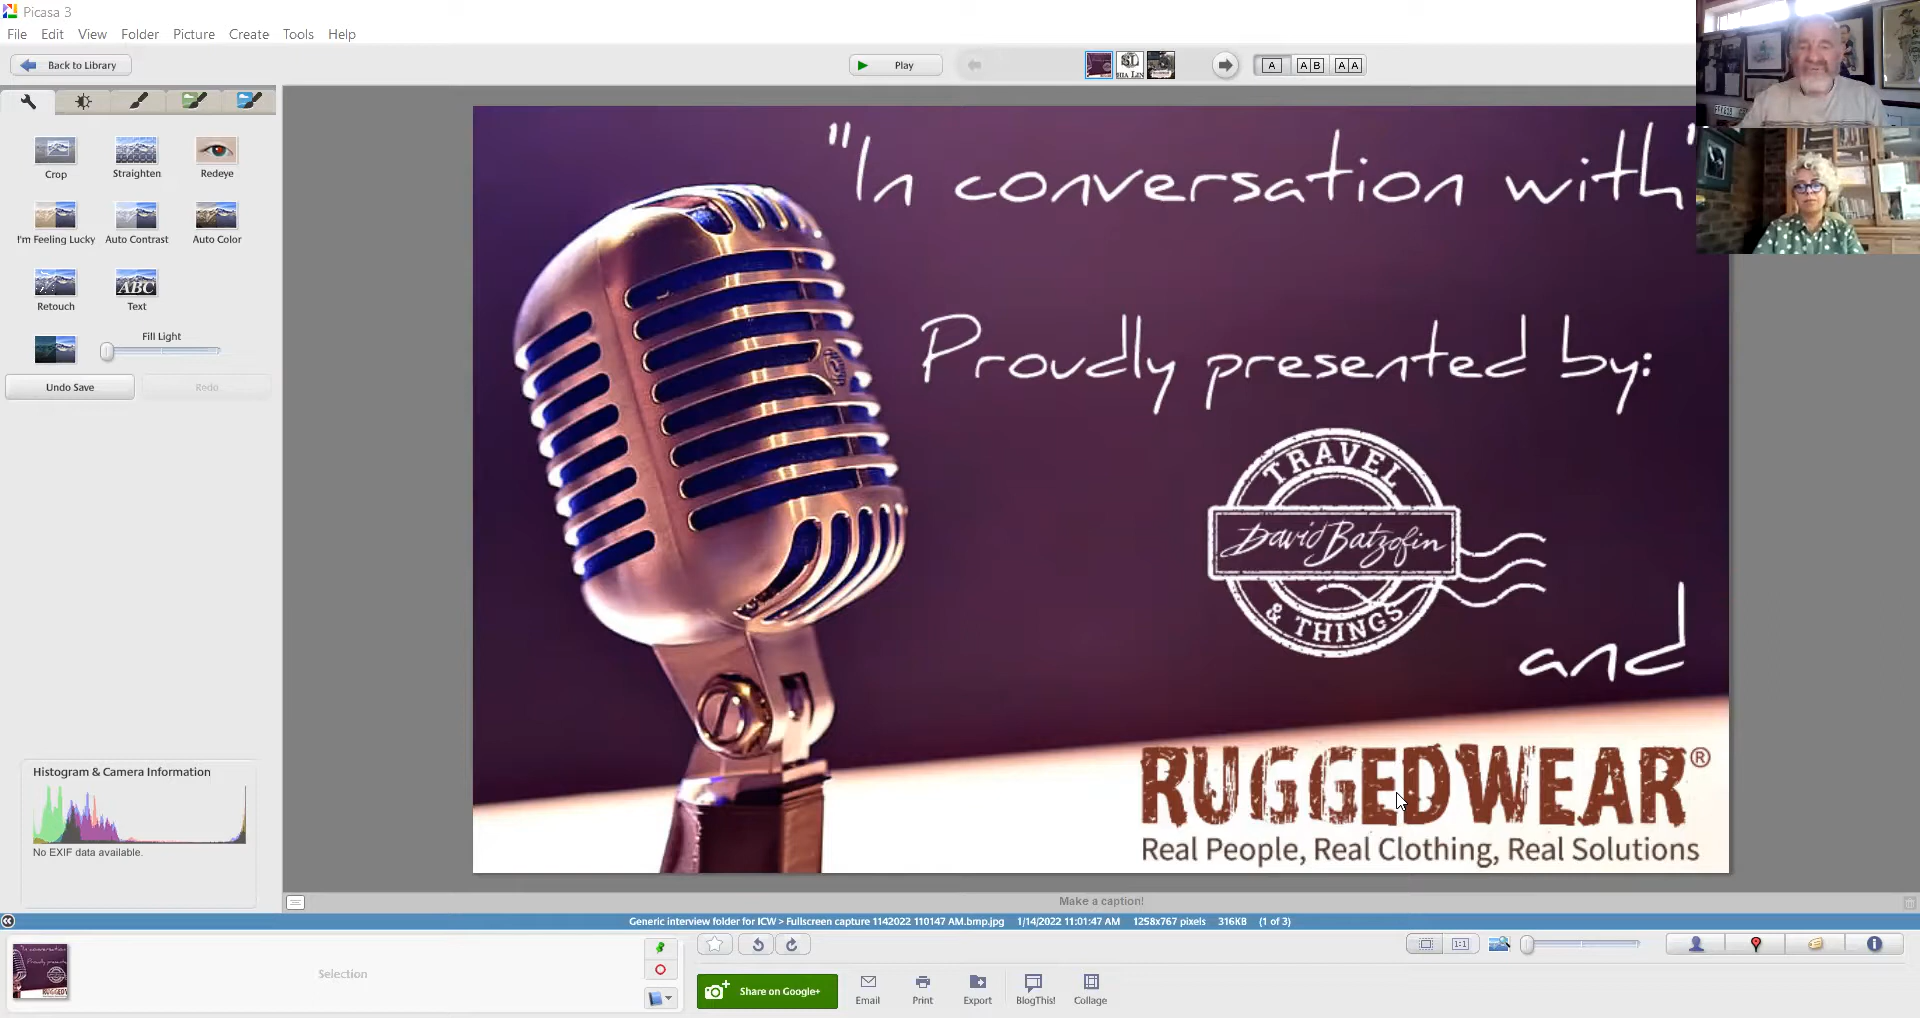 Picasa 3
File Edit View Folder Picture Create Tools Help
Back to Library
Play
A
A B
A A
SL
Crop Straighten Redeye
I'm Feeling Lucky Auto Contrast Auto Color
Retouch
ABC
Text
Fill Light
Undo Save Redo
"In conversation with"
Proudly presented by:
TRAVEL
David Batzofin
& THINGS
and
RUGGEDWEAR®
Real People, Real Clothing, Real Solutions
Histogram & Camera Information
No EXIF data available.
Make a caption!
Generic interview folder for ICW > Fullscreen capture 1142022 110147 AM.bmp.jpg 1/14/2022 11:01:47 AM 1258x767 pixels 316KB (1 of 3)
Selection
1:1
Share on Google+
Email Print Export BlogThis! Collage